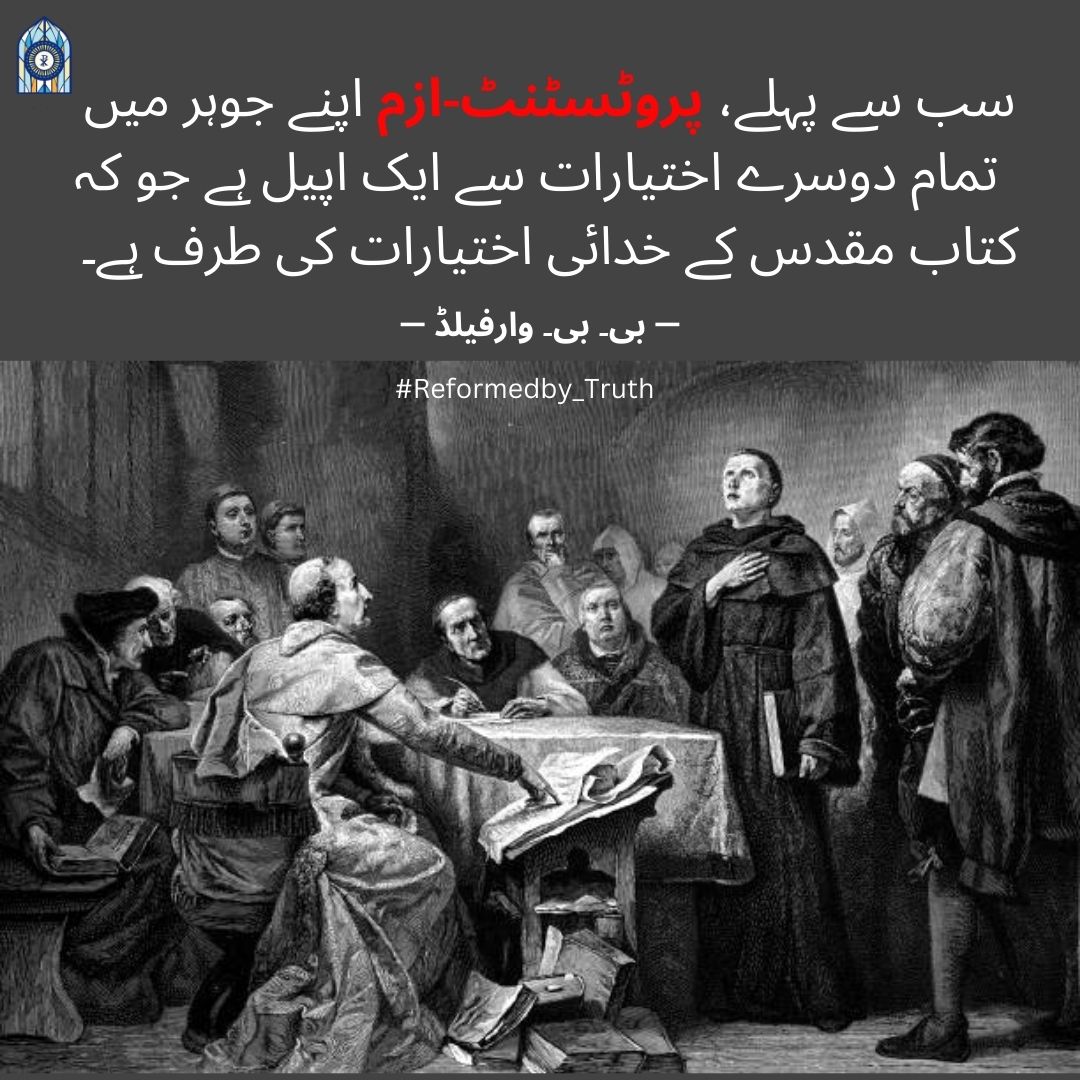 سب سے پہلے، پروٹسٹنٹ-ازم اپنے جوہر میں
تمام دوسرے اختیارات سے ایک اپیل ہے جو کہ
کتاب مقدس کے خدائی اختیارات کی طرف ہے۔
— بی۔ بی۔ وارفیلڈ —
#Reformedby_Truth